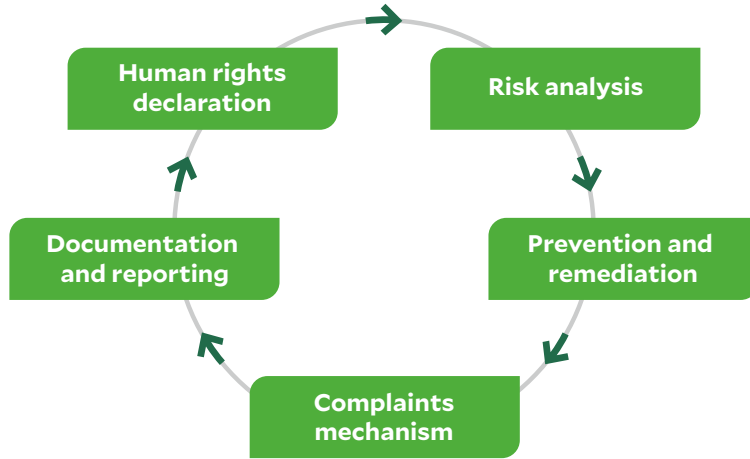 Human rights
declaration
Risk analysis
Prevention and
remediation
Complaints
mechanism
Documentation
and reporting